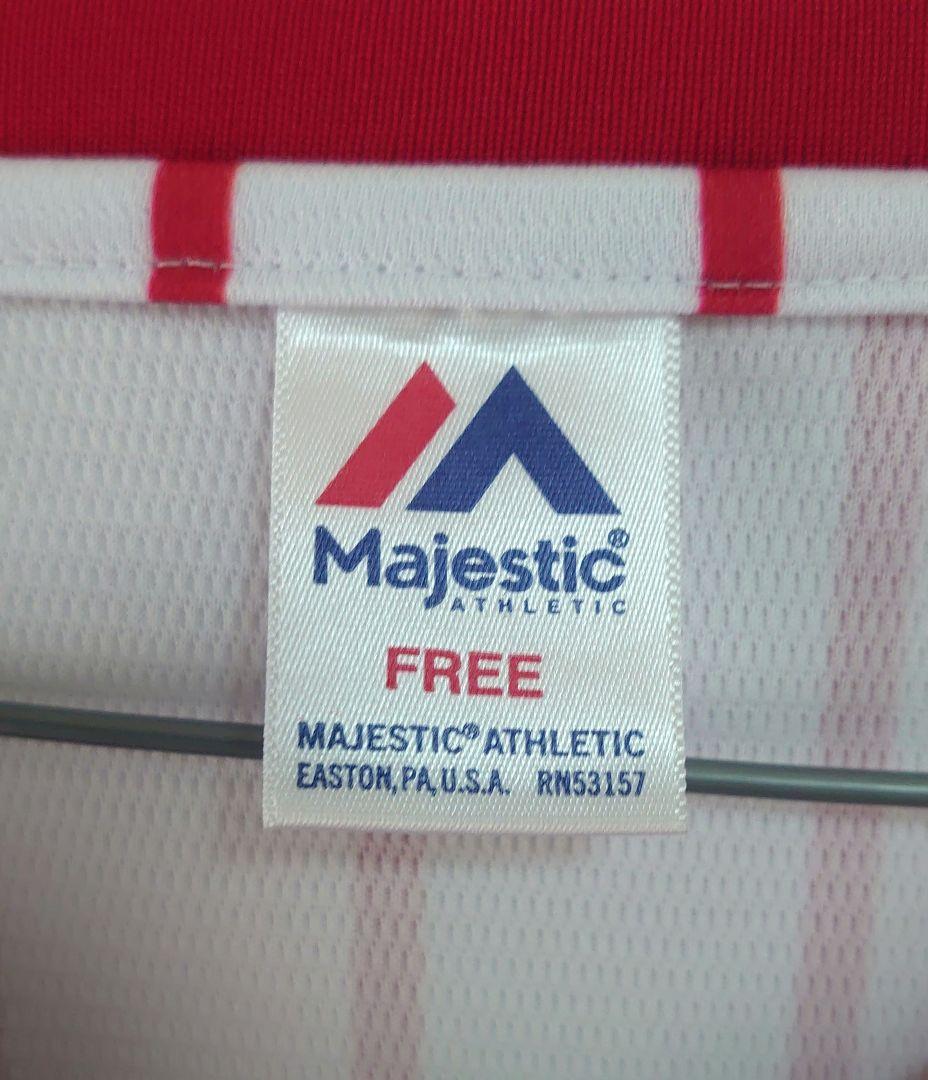 Majestic®
ATHLETIC
FREE
MAJESTIC® ATHLETIC
EASTON, PA, U.S.A. RN53157